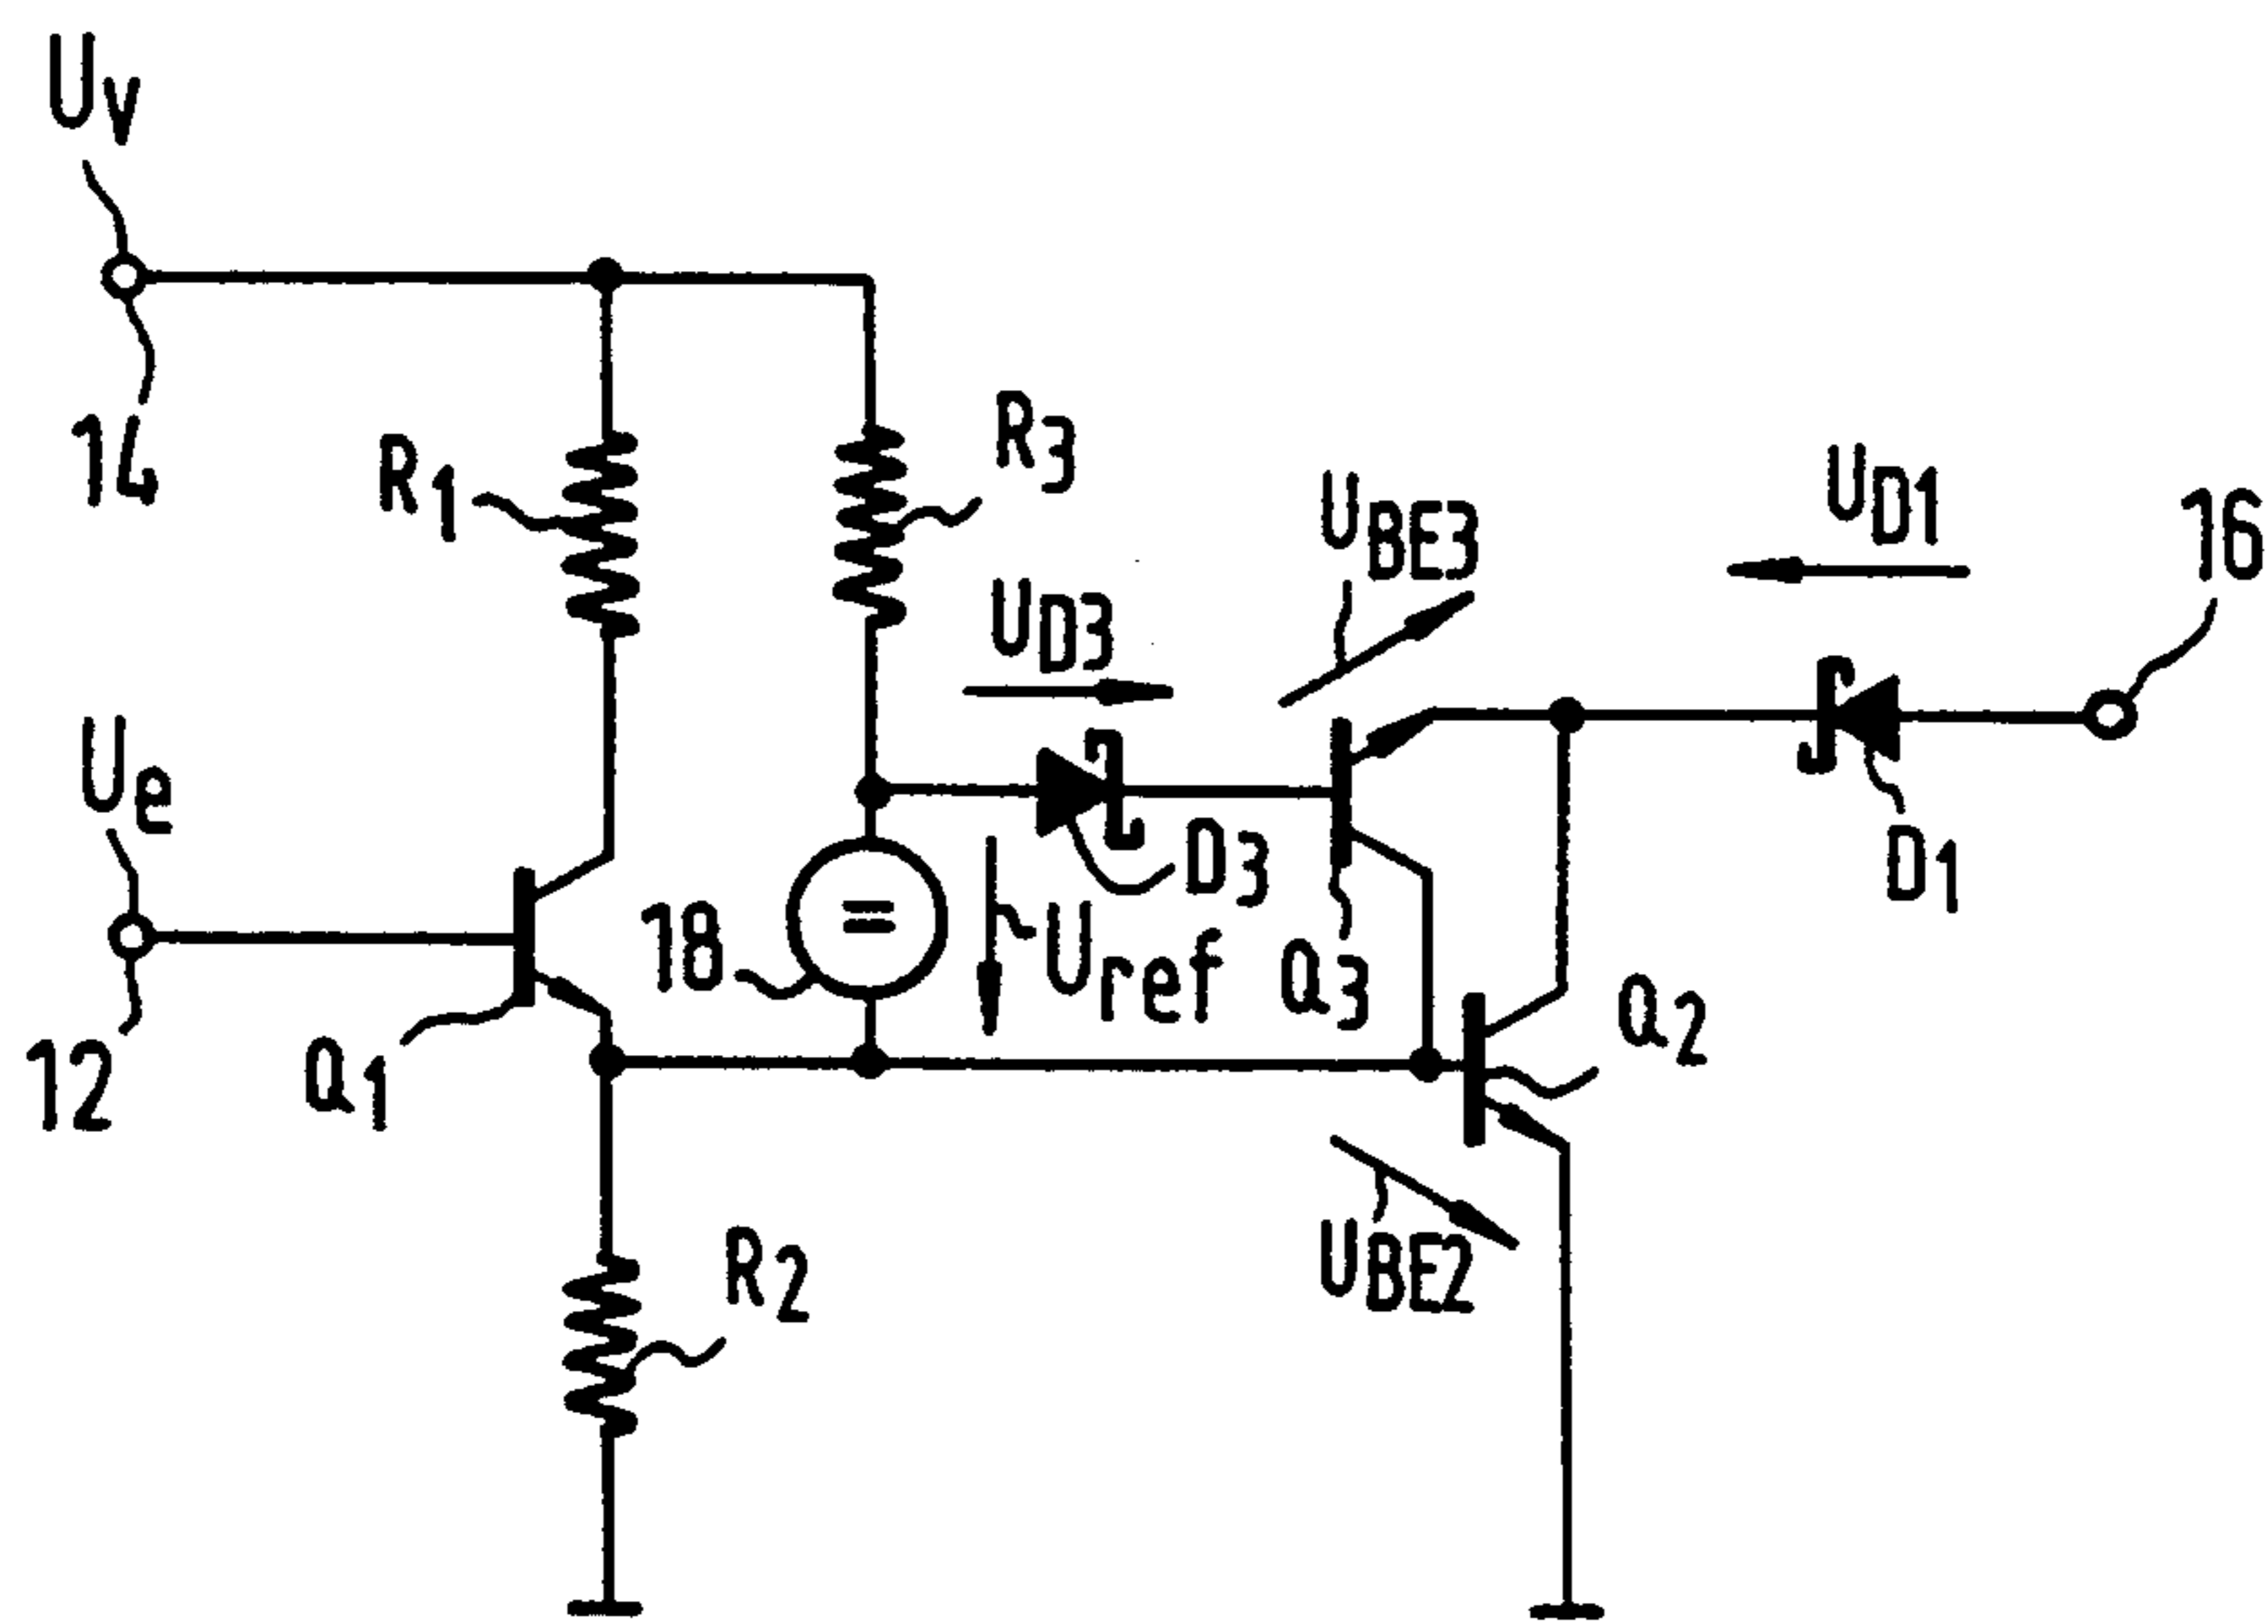 Uv
14
R1
R3
UBE3
UD1
16
UD3
Ue
D3
D1
18
Uref
Q3
Q2
12
Q1
UBE2
R2